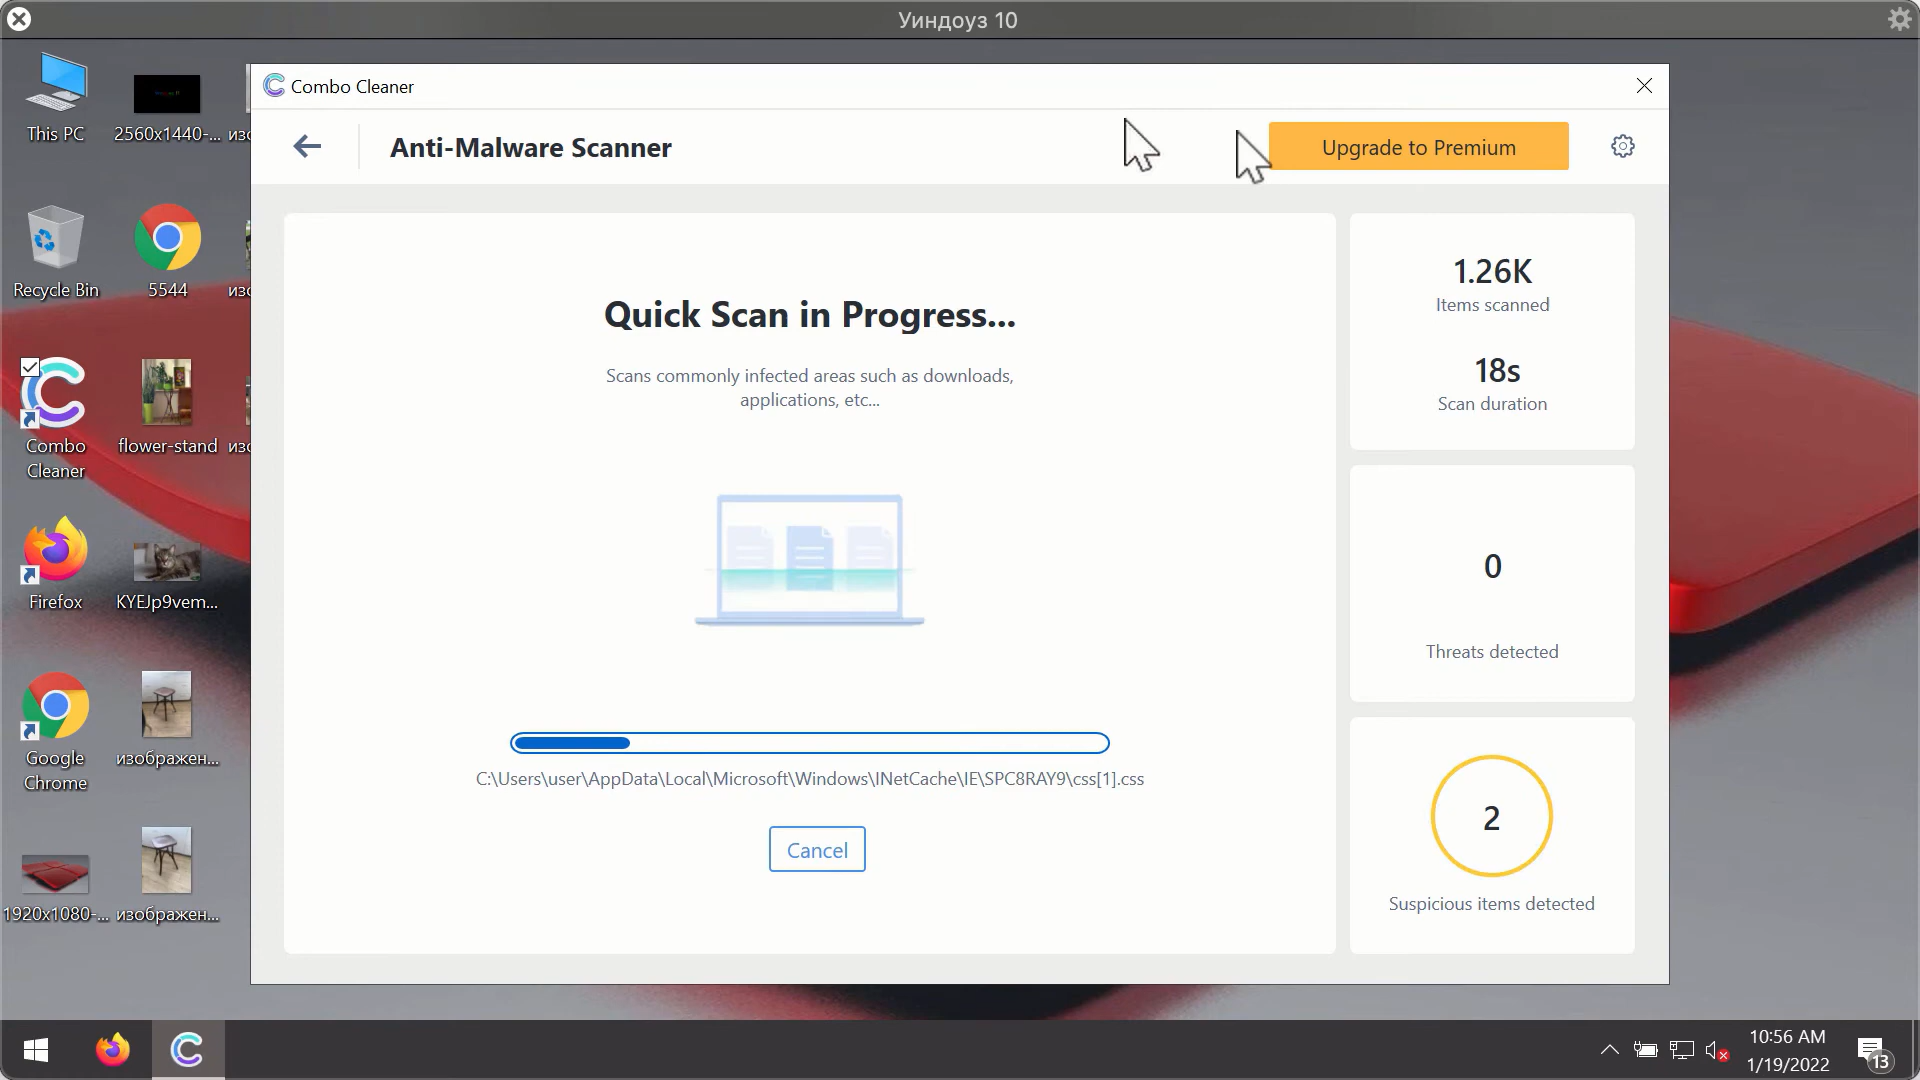 Уиндоуз 10
This PC
2560x1440-...
изо
Combo Cleaner
Anti-Malware Scanner
Upgrade to Premium
Recycle Bin
5544
изо
Quick Scan in Progress...
Scans commonly infected areas such as downloads,
applications, etc...
1.26K
Items scanned
18s
Scan duration
Combo
Cleaner
flower-stand
изо
0
Threats detected
Firefox
KYEJp9vem...
C:\Users\user\AppData\Local\Microsoft\Windows\INetCache\IE\SPC8RAY9\css[1].css
Cancel
2
Suspicious items detected
Google
Chrome
изображен...
1920x1080-...
изображен...
10:56 AM
1/19/2022
13